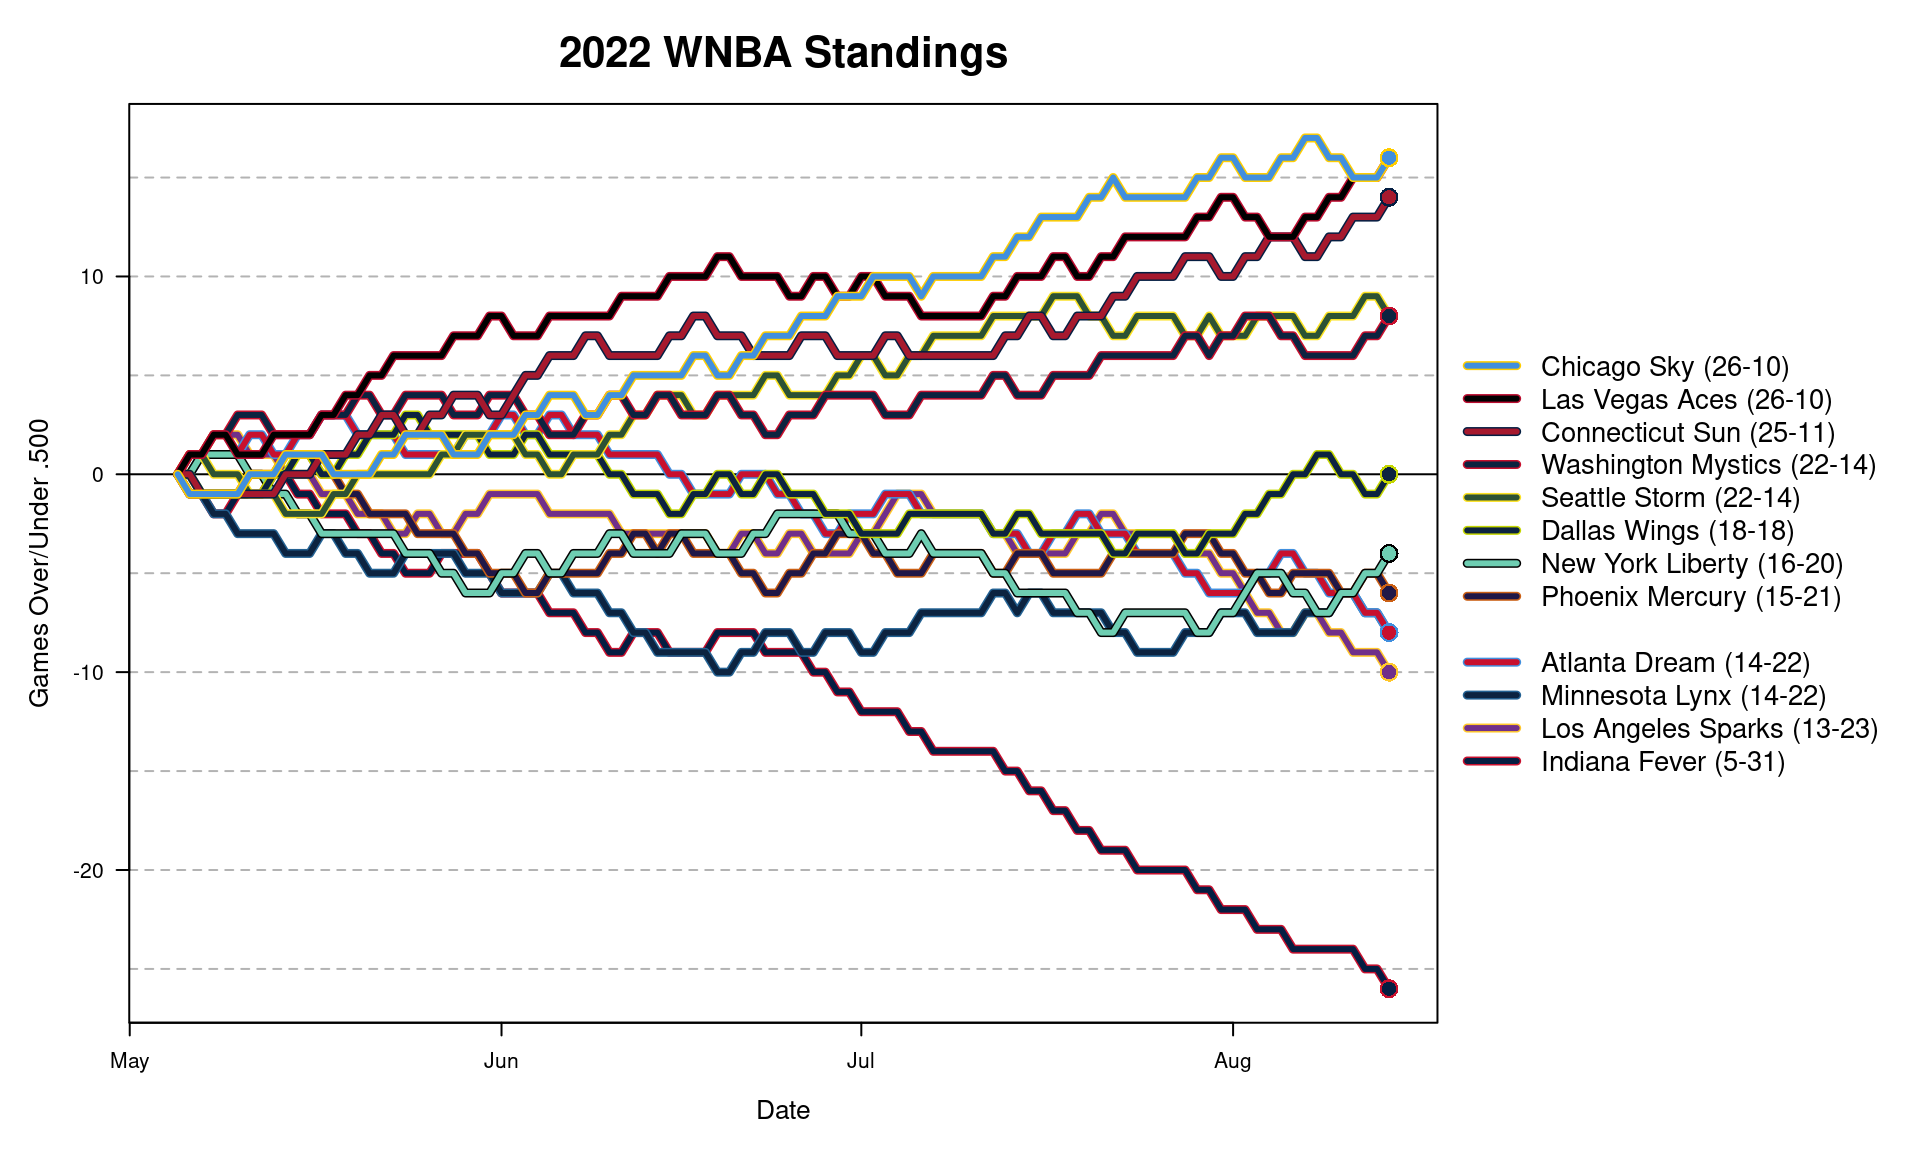 2022 WNBA Standings
Games Over/Under .500
10
0
-10
-20
May
Jun
Jul
Aug
Date
Chicago Sky (26-10)
Las Vegas Aces (26-10)
Connecticut Sun (25-11)
Washington Mystics (22-14)
Seattle Storm (22-14)
Dallas Wings (18-18)
New York Liberty (16-20)
Phoenix Mercury (15-21)
Atlanta Dream (14-22)
Minnesota Lynx (14-22)
Los Angeles Sparks (13-23)
Indiana Fever (5-31)